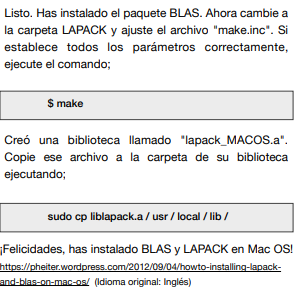 Listo. Has instalado el paquete BLAS. Ahora cambie a
la carpeta LAPACK y ajuste el archivo "make.inc". Si
establece todos los parámetros correctamente,
ejecute el comando;
$ make
Creó una biblioteca llamado "lapack_MACOS.a".
Copie ese archivo a la carpeta de su biblioteca
ejecutando;
sudo cp liblapack.a / usr / local / lib /
¡Felicidades, has instalado BLAS y LAPACK en Mac OS!
https://pheiter.wordpress.com/2012/09/04/howto-installing-lapack-
and-blas-on-mac-os/ (Idioma original: Inglés)